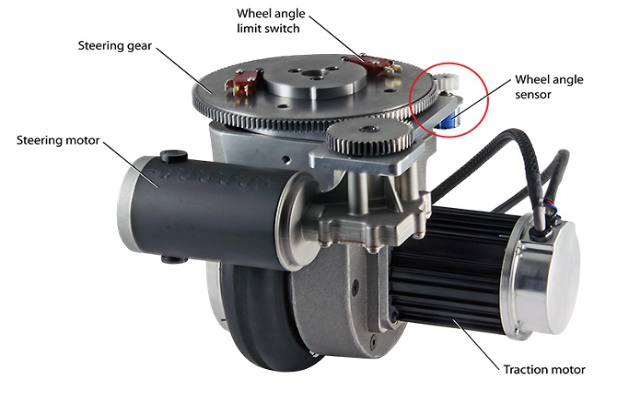 Wheel angle
limit switch
Steering gear
Wheel angle
sensor
Steering motor
Traction motor